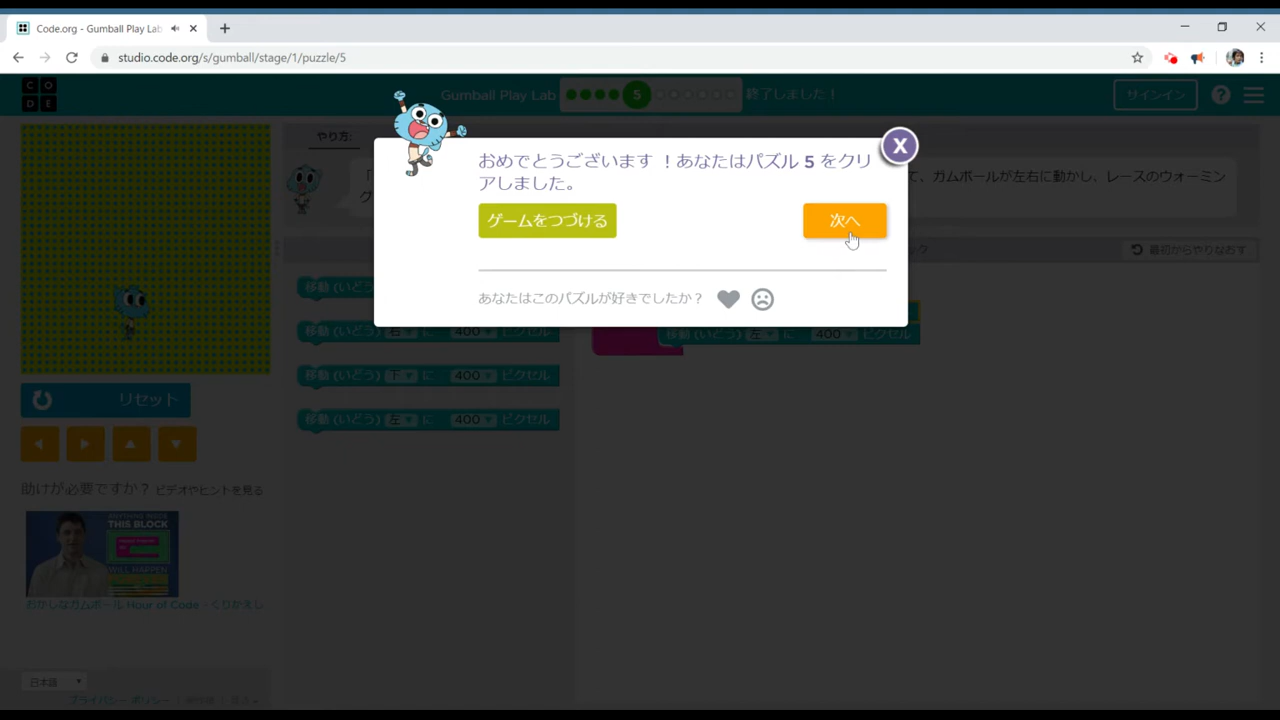 Code.org - Gumball Play Lab
studio.code.org/s/gumball/stage/1/puzzle/5
C O
D E
Gumball Play Lab
5
終了しました!
サインイン
やり方:
おめでとうございます !あなたはパズル 5 をクリ
アしました。
X
て、ガムボールが左右に動かし、レースのウォーミン
グ
ゲームをつづける
次へ
ック
最初からやりなおす
あなたはこのパズルが好きでしたか?
移動 (いど
移動 (いどう) 右 に 400 ピクセル
移動 (いどう) 左 に 400 ピクセル
移動 (いどう) 下 に 400 ピクセル
移動 (いどう) 左 に 400 ピクセル
リセット
助けが必要ですか? ビデオやヒントを見る
THIS BLOCK
WILL HAPPEN
おかしなガムボール Hour of Code - くりかえし
日本語
プライバシー ポリシー